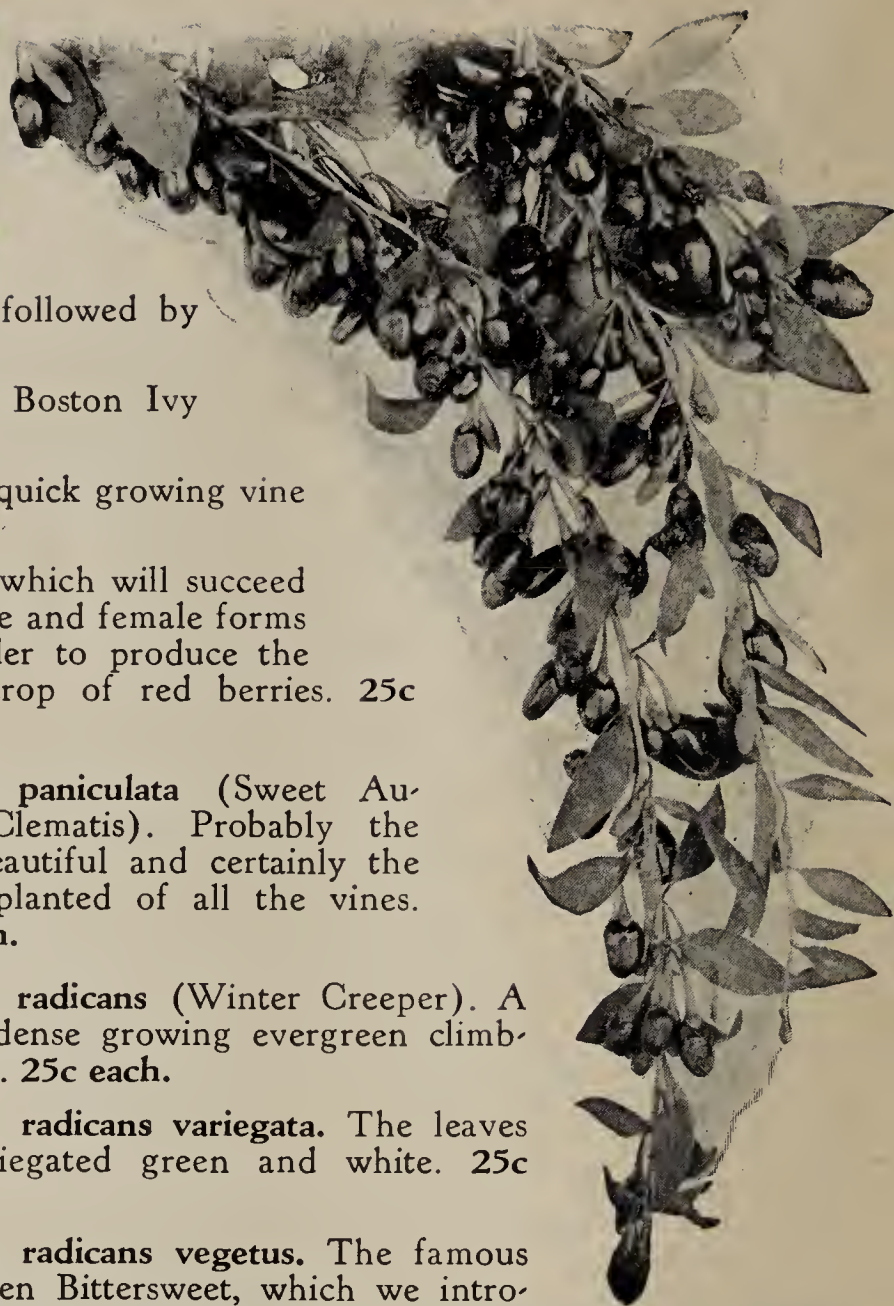 followed by
Boston Ivy
quick growing vine
which will succeed
e and female forms
ler to produce the
rop of red berries. 25c
paniculata (Sweet Au-
Clematis). Probably the
eautiful and certainly the
planted of all the vines.
n.
radicans (Winter Creeper). A
dense growing evergreen climb-
. 25c each.
radicans variegata. The leaves
iegated green and white. 25c
radicans vegetus. The famous
en Bittersweet, which we intro-